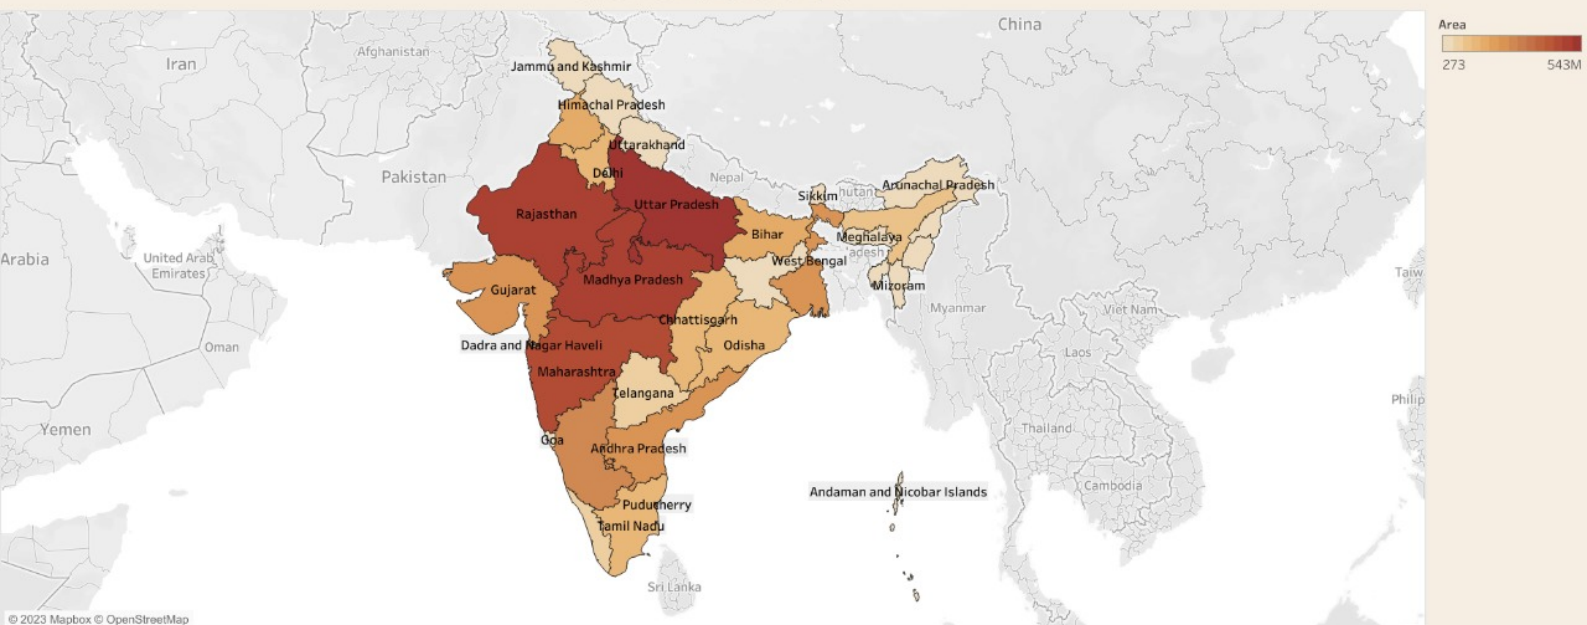 China
Area
273 543M
Afghanistan
Iran
Jammu and Kashmir
Himachal Pradesh
Uttarakhand
Pakistan
Delhi
Nepal
Sikkim
hutan
Arunachal Pradesh
Rajasthan
Uttar Pradesh
Bihar
Meghalaya
adesh
Arabia
United Arab
Emirates
West Bengal
Taiw
Gujarat
Madhya Pradesh
Mizoram
Myanmar
Viet Nam
Chhattisgarh
Oman
Dadra and Nagar Haveli
Odisha
Laos
Maharashtra
Telangana
Philip
Yemen
Goa
Andhra Pradesh
Thailand
Cambodia
Andaman and Nicobar Islands
Puducherry
Tamil Nadu
Sri Lanka
© 2023 Mapbox © OpenStreetMap